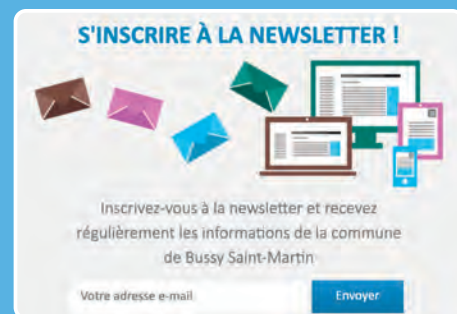 S'INSCRIRE À LA NEWSLETTER !
Inscrivez-vous à la newsletter et recevez
régulièrement les informations de la commune
de Bussy Saint-Martin
Votre adresse e-mail
Envoyer